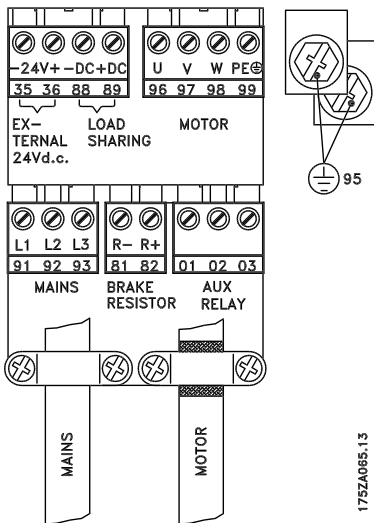 -24V+ -DC+DC
35 36 88 89
EX-
TERNAL
24Vd.c.
LOAD
SHARING
U V W PE⏚
96 97 98 99
MOTOR
95
L1 L2 L3
91 92 93
MAINS
R- R+
81 82
BRAKE
RESISTOR
01 02 03
AUX
RELAY
MAINS
MOTOR
175ZA065.13